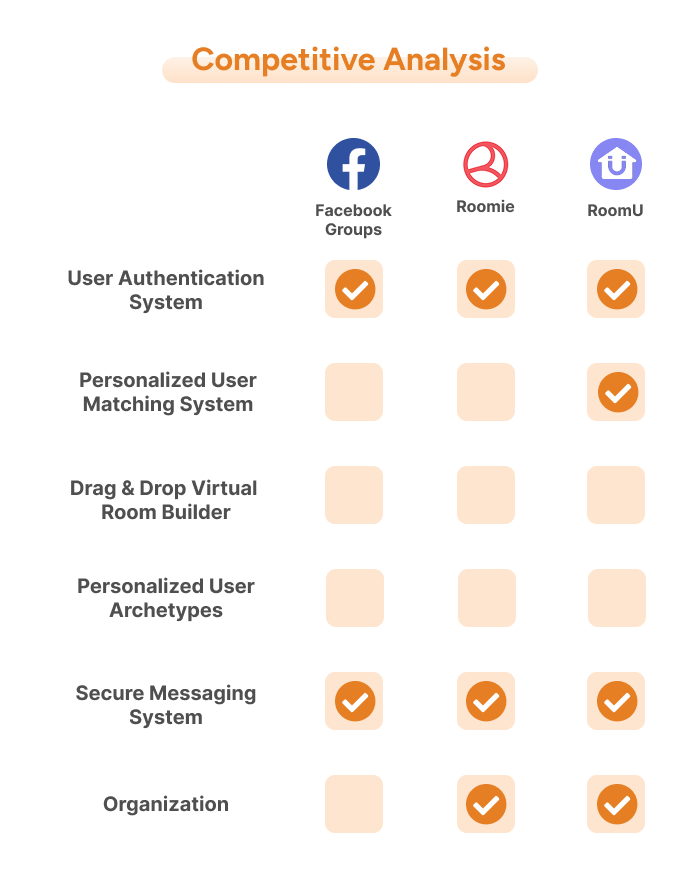 Competitive Analysis
Facebook
Groups
Roomie
RoomU
User Authentication
System
Personalized User
Matching System
Drag & Drop Virtual
Room Builder
Personalized User
Archetypes
Secure Messaging
System
Organization